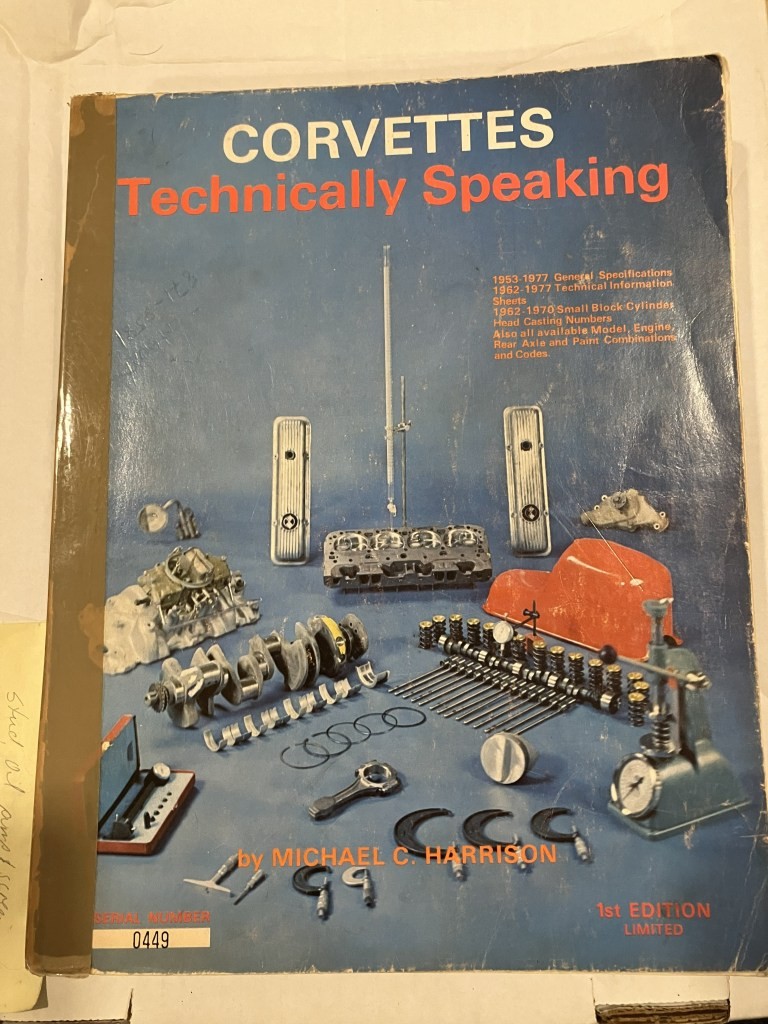 CORVETTES
Technically Speaking
1953-1977 General Specifications
1962-1977 Technical Information
Sheets
1962-1970 Small Block Cylinder
Head Casting Numbers
Also all available Model, Engine,
Rear Axle and Paint Combinations
and Codes.
by MICHAEL C. HARRISON
SERIAL NUMBER
0449
1st EDITION
LIMITED